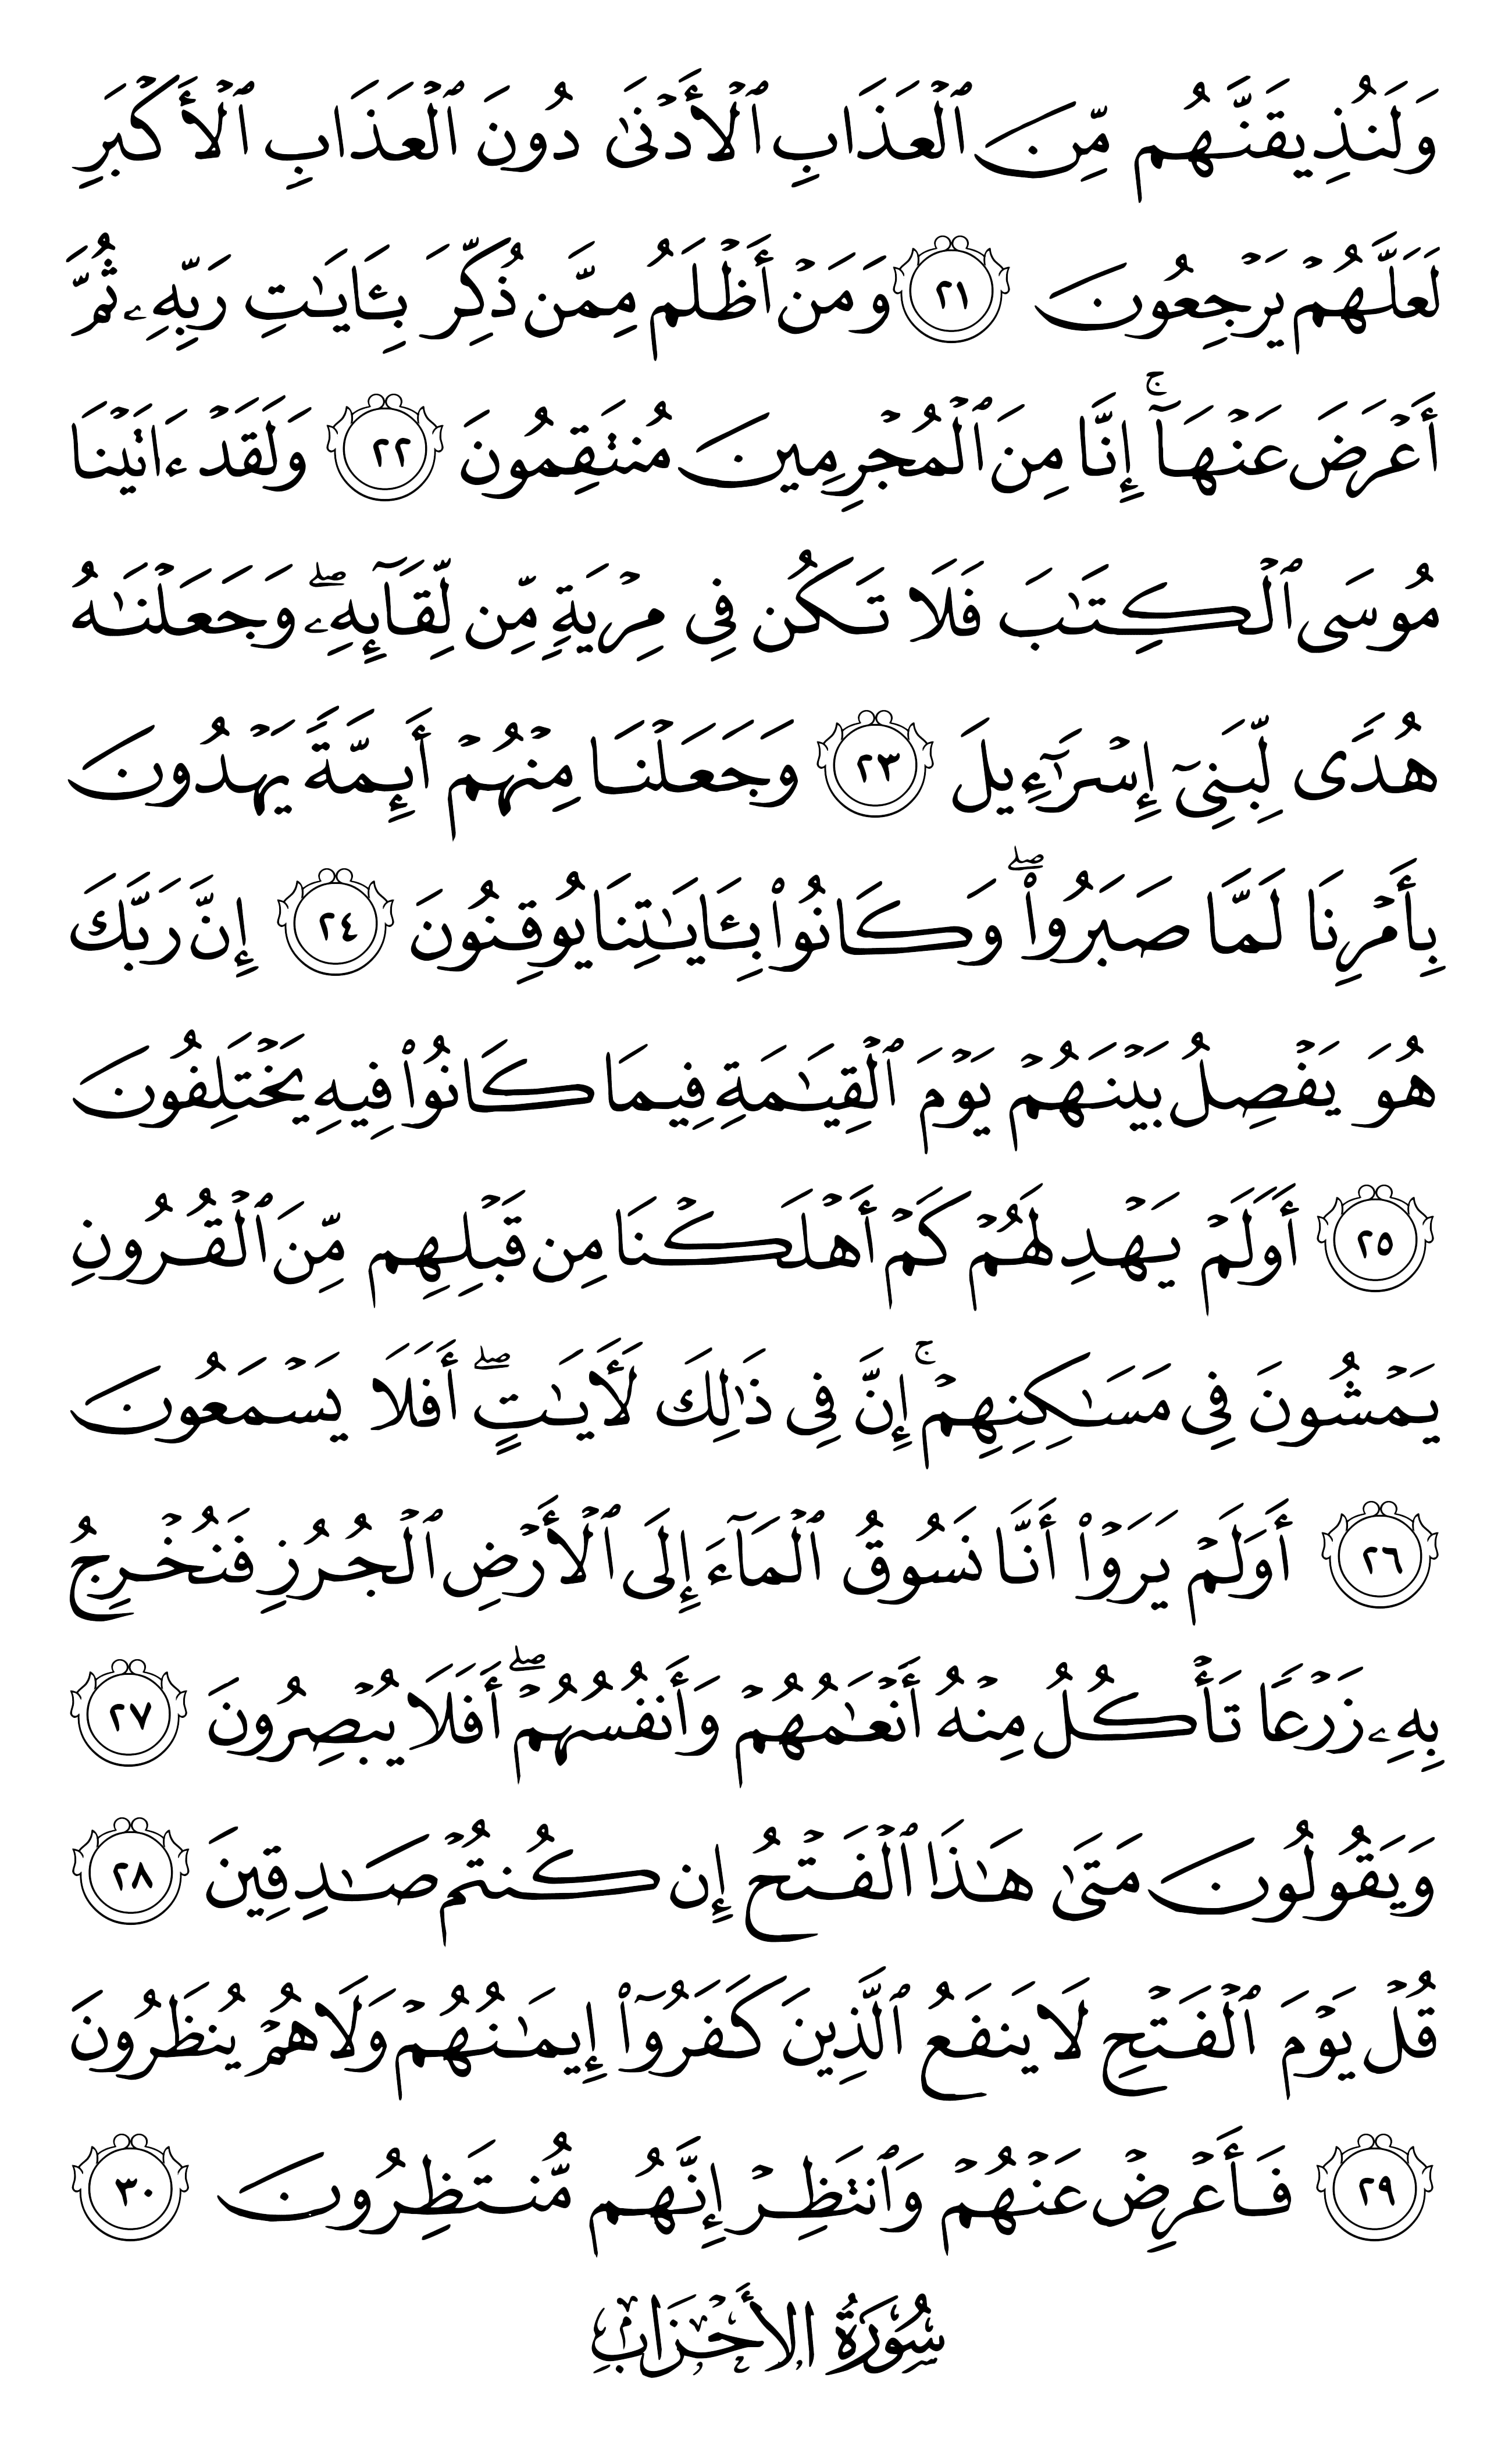 وَلَنُذِيقَنَّهُم مِّنَ ٱلْعَذَابِ ٱلْأَدْنَىٰ دُونَ ٱلْعَذَابِ ٱلْأَكْبَرِ
لَعَلَّهُمْ يَرْجِعُونَ ٢١ وَمَنْ أَظْلَمُ مِمَّن ذُكِّرَ بِـَٔايَـٰتِ رَبِّهِۦ ثُمَّ
أَعْرَضَ عَنْهَآ ۚ إِنَّا مِنَ ٱلْمُجْرِمِينَ مُنتَقِمُونَ ٢٢ وَلَقَدْ ءَاتَيْنَا
مُوسَى ٱلْكِتَـٰبَ فَلَا تَكُن فِى مِرْيَةٍ مِّن لِّقَآئِهِۦ ۖ وَجَعَلْنَـٰهُ
هُدًى لِّبَنِىٓ إِسْرَٰٓءِيلَ ٢٣ وَجَعَلْنَا مِنْهُمْ أَئِمَّةً يَهْدُونَ
بِأَمْرِنَا لَمَّا صَبَرُوا۟ ۖ وَكَانُوا۟ بِـَٔايَـٰتِنَا يُوقِنُونَ ٢٤ إِنَّ رَبَّكَ
هُوَ يَفْصِلُ بَيْنَهُمْ يَوْمَ ٱلْقِيَـٰمَةِ فِيمَا كَانُوا۟ فِيهِ يَخْتَلِفُونَ
٢٥ أَوَلَمْ يَهْدِ لَهُمْ كَمْ أَهْلَكْنَا مِن قَبْلِهِم مِّنَ ٱلْقُرُونِ
يَمْشُونَ فِى مَسَـٰكِنِهِمْ ۚ إِنَّ فِى ذَٰلِكَ لَـَٔايَـٰتٍ ۖ أَفَلَا يَسْمَعُونَ
٢٦ أَوَلَمْ يَرَوْا۟ أَنَّا نَسُوقُ ٱلْمَآءَ إِلَى ٱلْأَرْضِ ٱلْجُرُزِ فَنُخْرِجُ
بِهِۦ زَرْعًا تَأْكُلُ مِنْهُ أَنْعَـٰمُهُمْ وَأَنفُسُهُمْ ۖ أَفَلَا يُبْصِرُونَ ٢٧
وَيَقُولُونَ مَتَىٰ هَـٰذَا ٱلْفَتْحُ إِن كُنتُمْ صَـٰدِقِينَ ٢٨
قُلْ يَوْمَ ٱلْفَتْحِ لَا يَنفَعُ ٱلَّذِينَ كَفَرُوٓا۟ إِيمَـٰنُهُمْ وَلَا هُمْ يُنظَرُونَ
٢٩ فَأَعْرِضْ عَنْهُمْ وَٱنتَظِرْ إِنَّهُم مُّنتَظِرُونَ ٣٠
سُورَةُ الأَحْزَابِ